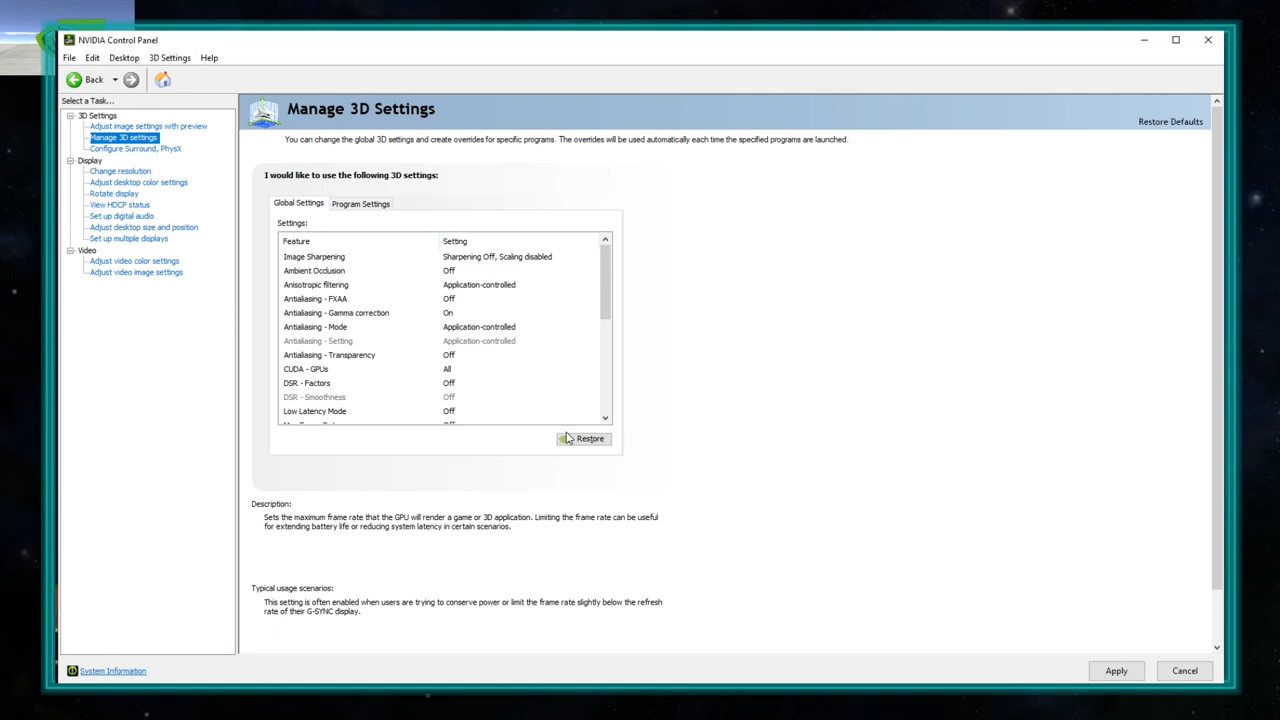 NVIDIA Control Panel
File Edit Desktop 3D Settings Help
Back
Select a Task...
3D Settings
Adjust image settings with preview
Manage 3D settings
Configure Surround, PhysX
Display
Change resolution
Adjust desktop color settings
Rotate display
View HDCP status
Set up digital audio
Adjust desktop size and position
Set up multiple displays
Video
Adjust video color settings
Adjust video image settings
System Information
Manage 3D Settings
Restore Defaults
You can change the global 3D settings and create overrides for specific programs. The overrides will be used automatically each time the specified programs are launched.
I would like to use the following 3D settings:
Global Settings Program Settings
Settings:
Feature Setting
Image Sharpening Sharpening Off, Scaling disabled
Ambient Occlusion Off
Anisotropic filtering Application-controlled
Antialiasing - FXAA Off
Antialiasing - Gamma correction On
Antialiasing - Mode Application-controlled
Antialiasing - Setting Application-controlled
Antialiasing - Transparency Off
CUDA - GPUs All
DSR - Factors Off
DSR - Smoothness Off
Low Latency Mode Off
Restore
Description:
Sets the maximum frame rate that the GPU will render a game or 3D application. Limiting the frame rate can be useful
for extending battery life or reducing system latency in certain scenarios.
Typical usage scenarios:
This setting is often enabled when users are trying to conserve power or limit the frame rate slightly below the refresh
rate of their G-SYNC display.
Apply Cancel